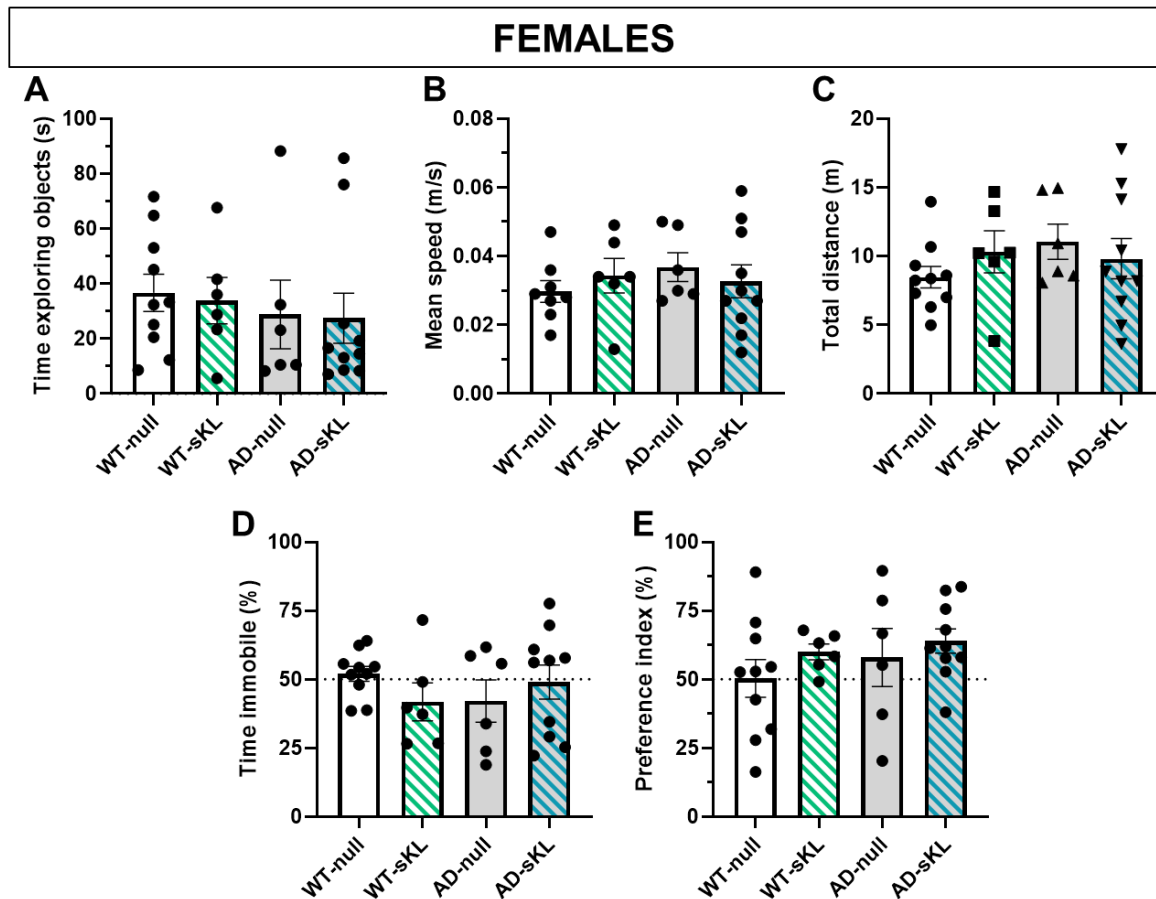 FEMALES
A
Time exploring objects (s)
100
80
60
40
20
0
WT-null
WT-sKL
AD-null
AD-sKL
B
Mean speed (m/s)
0.08
0.06
0.04
0.02
0.00
WT-null
WT-sKL
AD-null
AD-sKL
C
Total distance (m)
20
15
10
5
0
WT-null
WT-sKL
AD-null
AD-sKL
D
Time immobile (%)
100
75
50
25
0
WT-null
WT-sKL
AD-null
AD-sKL
E
Preference index (%)
100
75
50
25
0
WT-null
WT-sKL
AD-null
AD-sKL